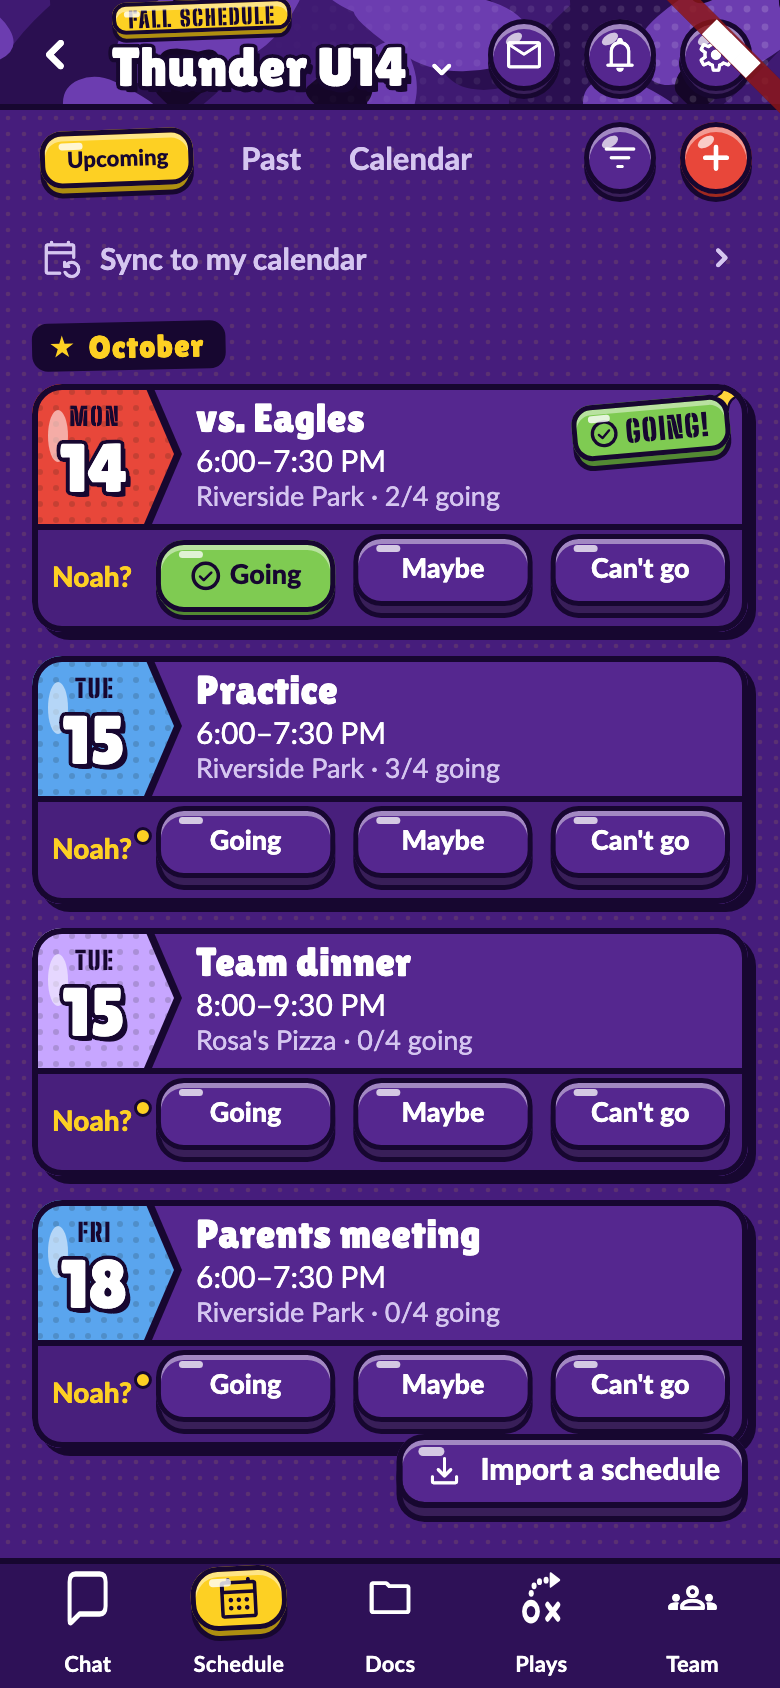 FALL SCHEDULE
Thunder U14
Upcoming
Past
Calendar
Sync to my calendar
★ October
MON
14
vs. Eagles
6:00–7:30 PM
Riverside Park · 2/4 going
GOING!
Noah?
Going
Maybe
Can't go
TUE
15
Practice
6:00–7:30 PM
Riverside Park · 3/4 going
Noah?
Going
Maybe
Can't go
TUE
15
Team dinner
8:00–9:30 PM
Rosa's Pizza · 0/4 going
Noah?
Going
Maybe
Can't go
FRI
18
Parents meeting
6:00–7:30 PM
Riverside Park · 0/4 going
Noah?
Going
Maybe
Can't go
Import a schedule
Chat
Schedule
Docs
Plays
Team